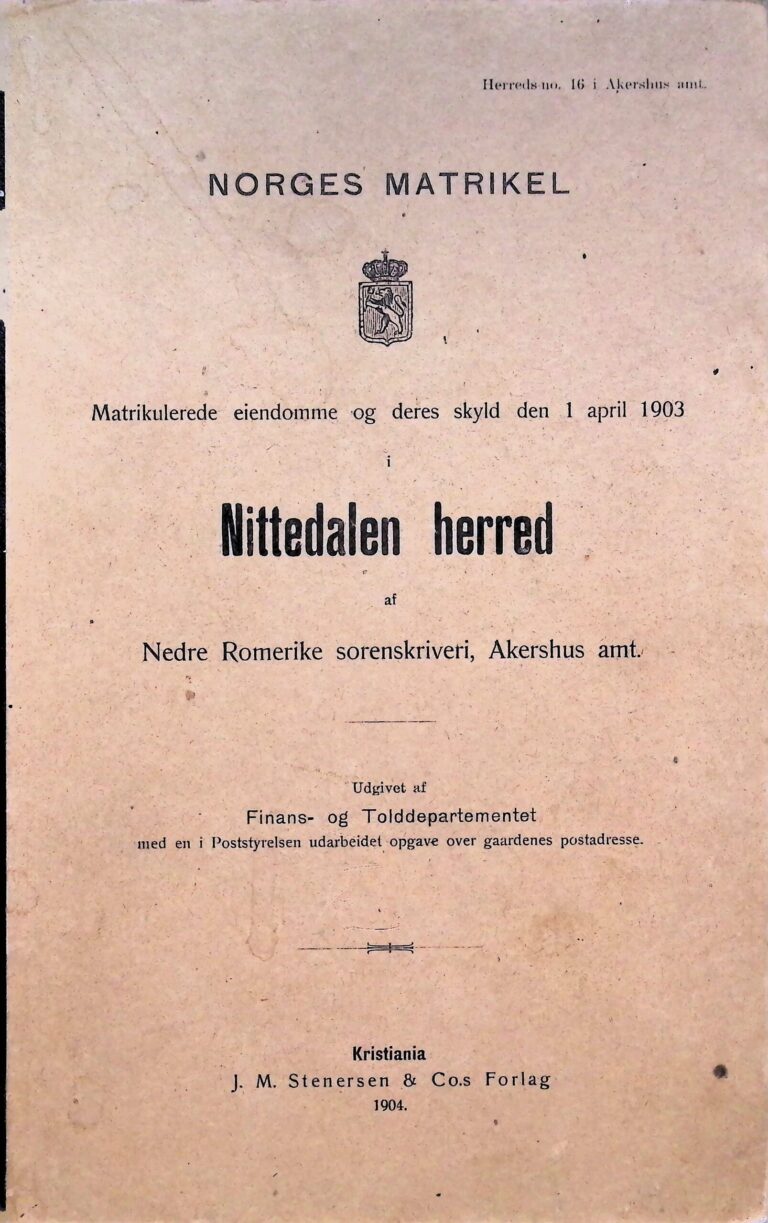 Herreds no. 16 i Akershus amt.
NORGES MATRIKEL
Matrikulerede eiendomme og deres skyld den 1 april 1903
i
Nittedalen herred
af
Nedre Romerike sorenskriveri, Akershus amt.
Udgivet af
Finans- og Tolddepartementet
med en i Poststyrelsen udarbeidet opgave over gaardenes postadresse.
Kristiania
J. M. Stenersen & Co.s Forlag
1904.